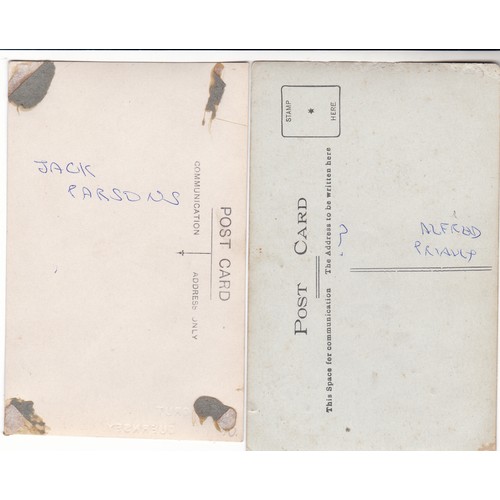 JACK
PARSONS
COMMUNICATION
ADDRESS ONLY
POST CARD
STAMP
HERE
POST CARD
?
This Space for communication
The Address to be written here
ALFRED
PRIAULX